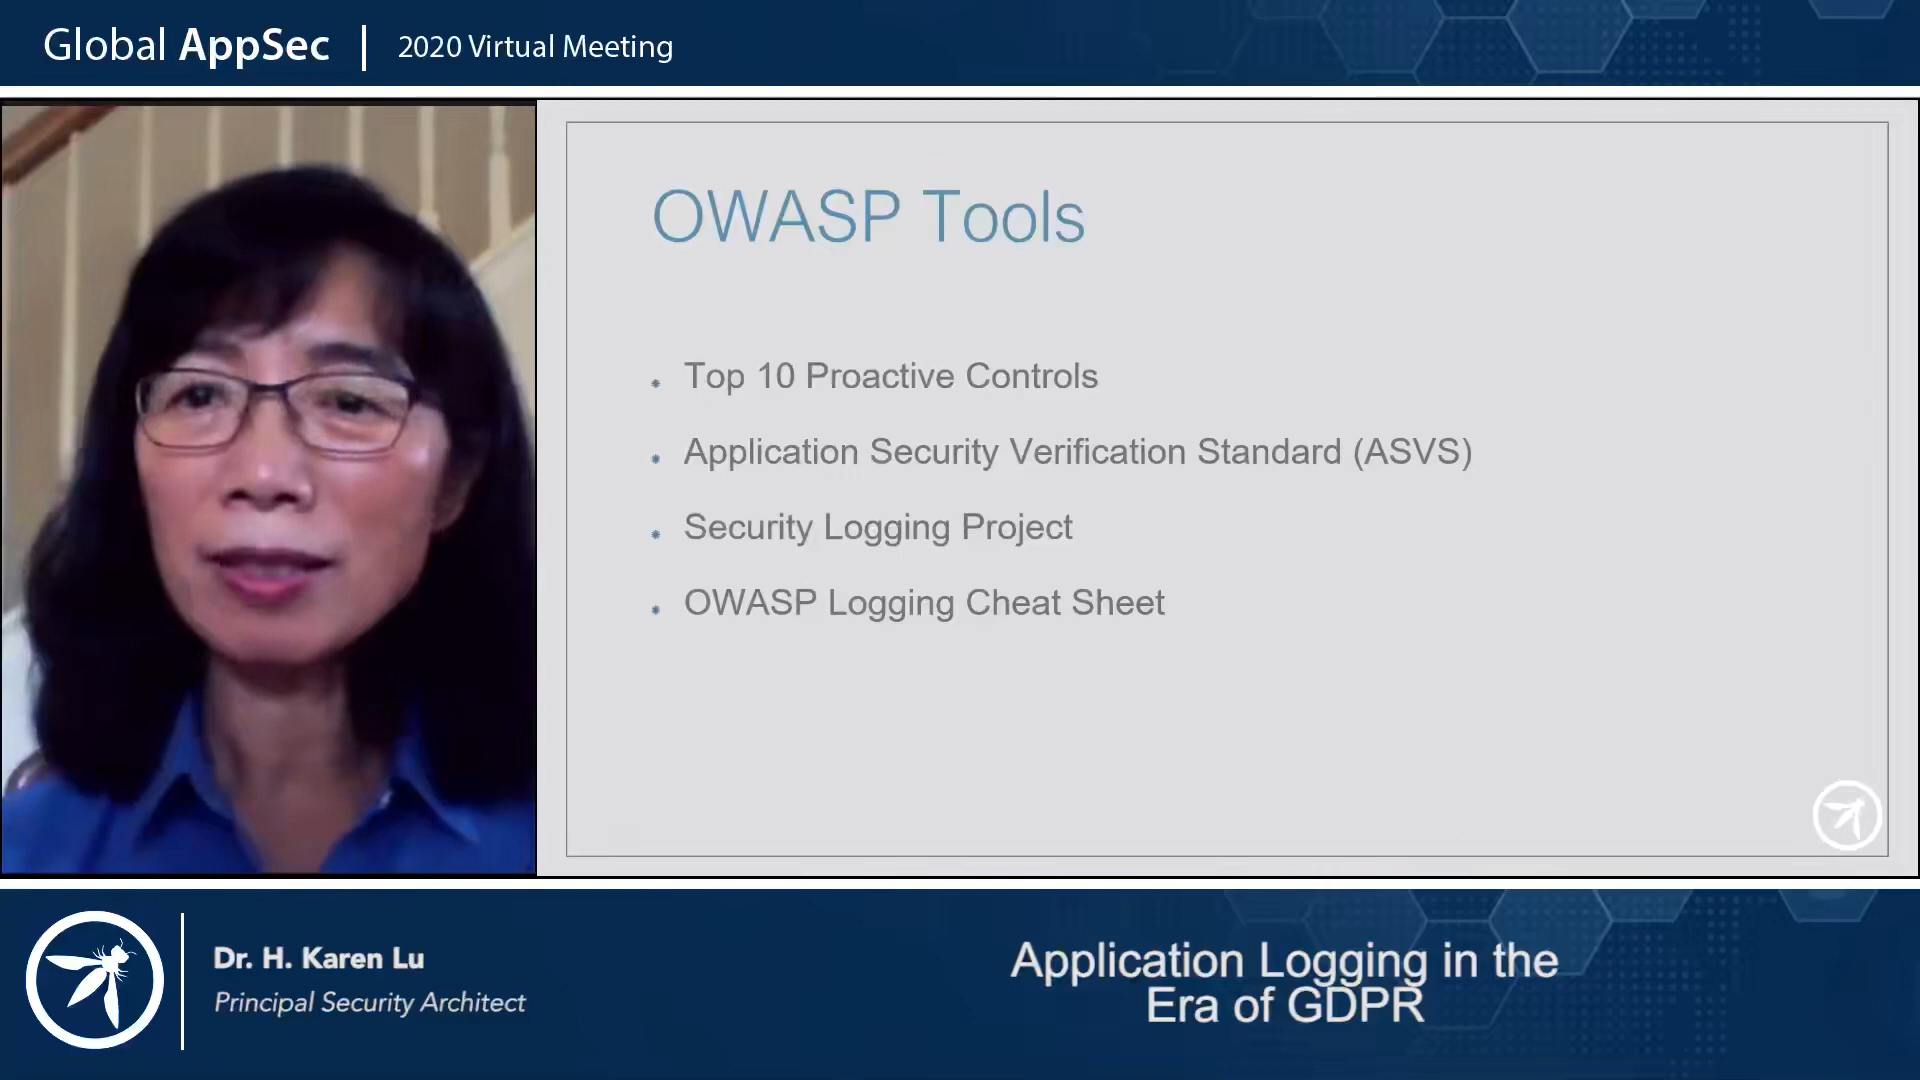 Global AppSec | 2020 Virtual Meeting
OWASP Tools
Top 10 Proactive Controls
Application Security Verification Standard (ASVS)
Security Logging Project
OWASP Logging Cheat Sheet
Dr. H. Karen Lu
Principal Security Architect
Application Logging in the
Era of GDPR